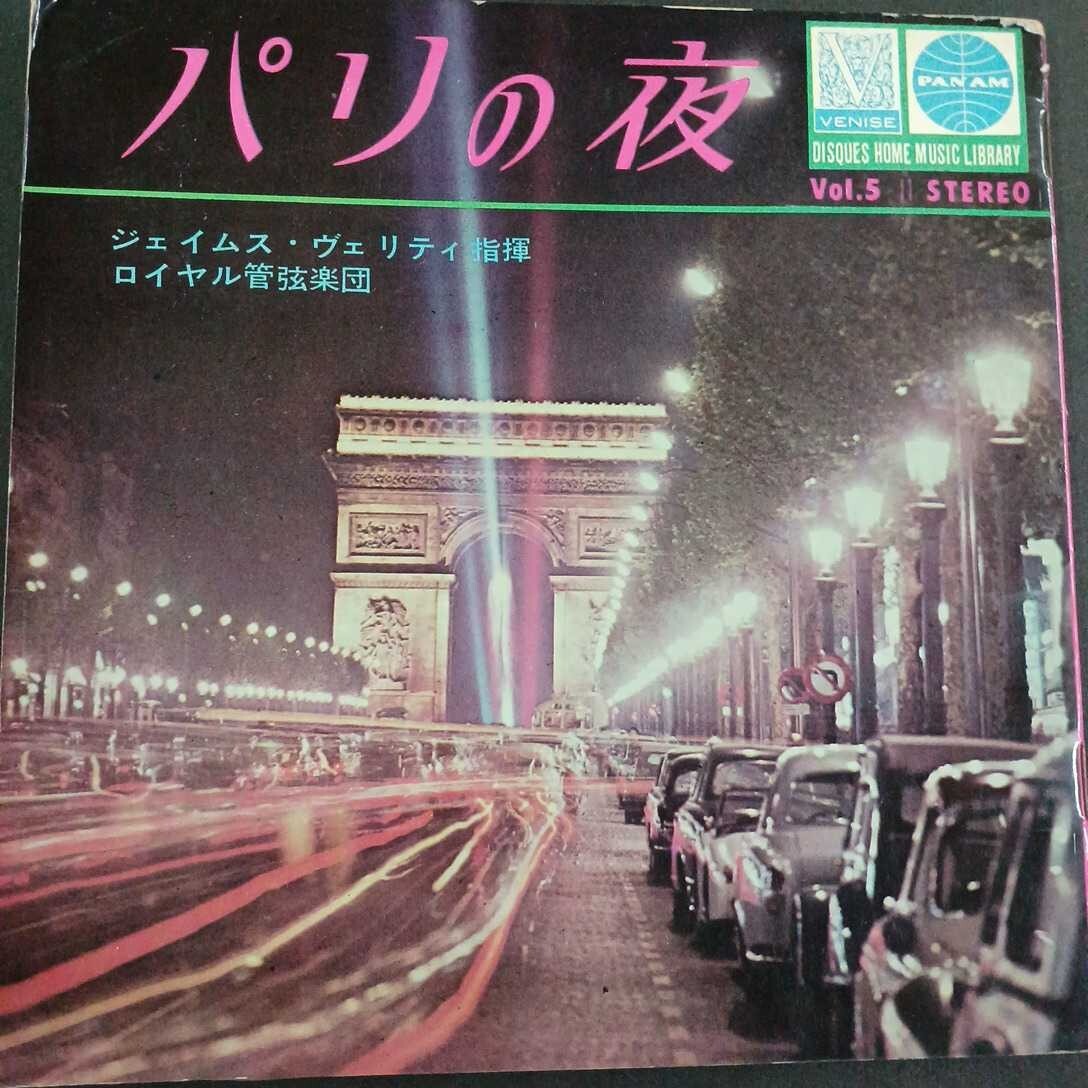 パリの夜
V
VENISE
PAN AM
DISQUES HOME MUSIC LIBRARY
Vol.5 || STEREO
ジェイムス・ヴェリティ指揮
ロイヤル管弦楽団